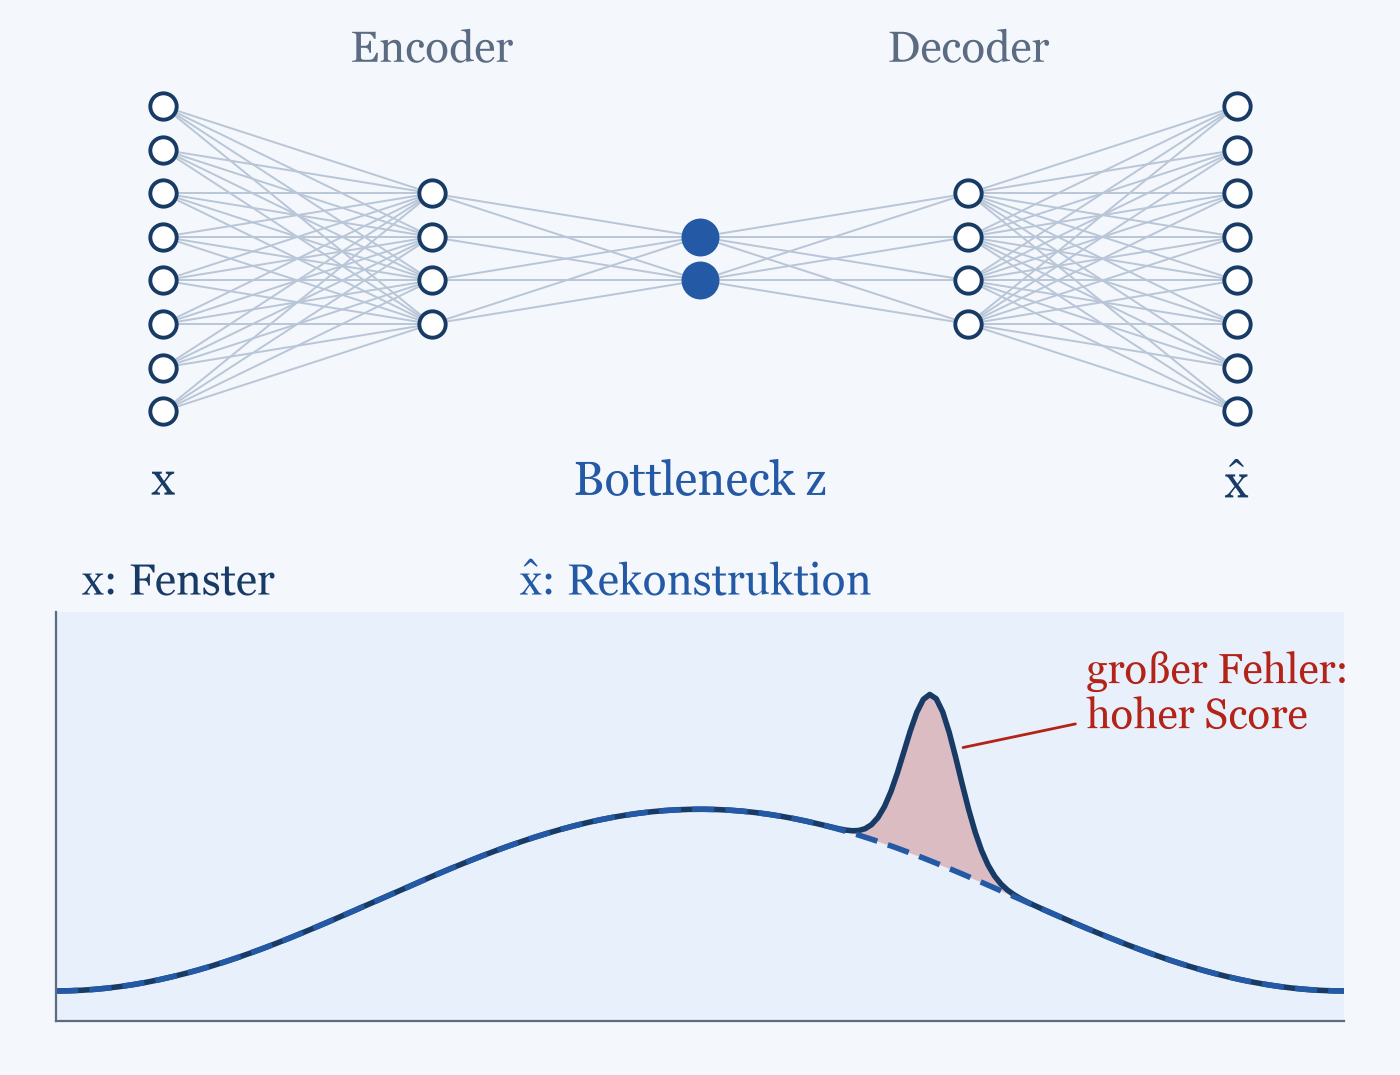 Encoder
Decoder
x
Bottleneck z
x̂
x: Fenster
x̂: Rekonstruktion
großer Fehler:
hoher Score